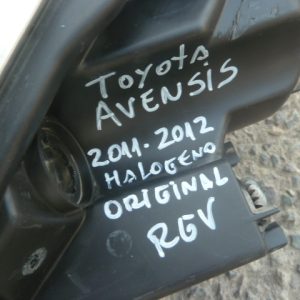 TOYOTA
AVENSIS
2011-2012
HALOGENO
ORIGINAL
RGV